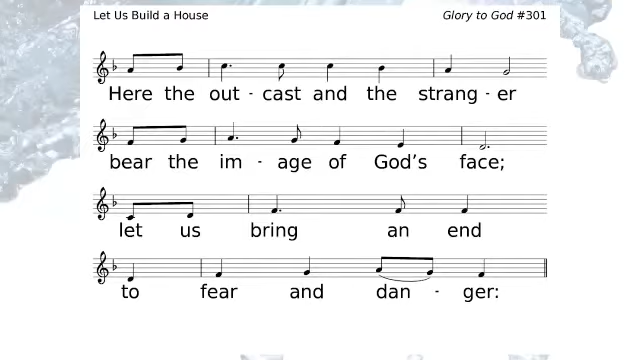 Let Us Build a House
Glory to God #301
Here the out - cast and the strang - er
bear the im - age of God's face;
let us bring an end
to fear and dan - ger: